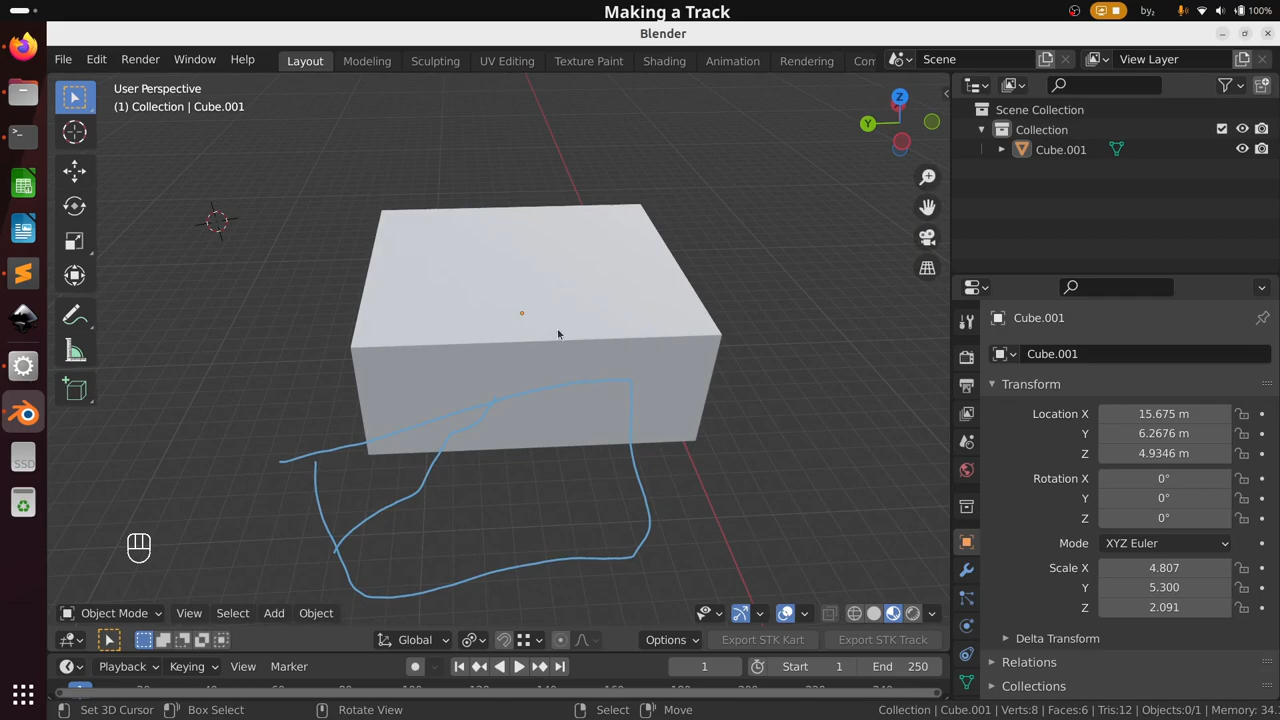 Making a Track
by₂
100%
Blender
File Edit Render Window Help
Layout Modeling Sculpting UV Editing Texture Paint Shading Animation Rendering Com
Scene
View Layer
User Perspective
(1) Collection | Cube.001
Z
Y
Scene Collection
Collection
Cube.001
Cube.001
Cube.001
Transform
Location X 15.675 m
Y 6.2676 m
Z 4.9346 m
Rotation X 0°
Y 0°
Z 0°
Mode XYZ Euler
Scale X 4.807
Y 5.300
Z 2.091
Delta Transform
Relations
Collections
SSD
Object Mode View Select Add Object
Global
Options
Export STK Kart
Export STK Track
Playback Keying View Marker
1
Start 1
End 250
Set 3D Cursor
Box Select
Rotate View
Select
Move
Collection | Cube.001 | Verts:8 | Faces:6 | Tris:12 | Objects:0/1 | Memory: 34.